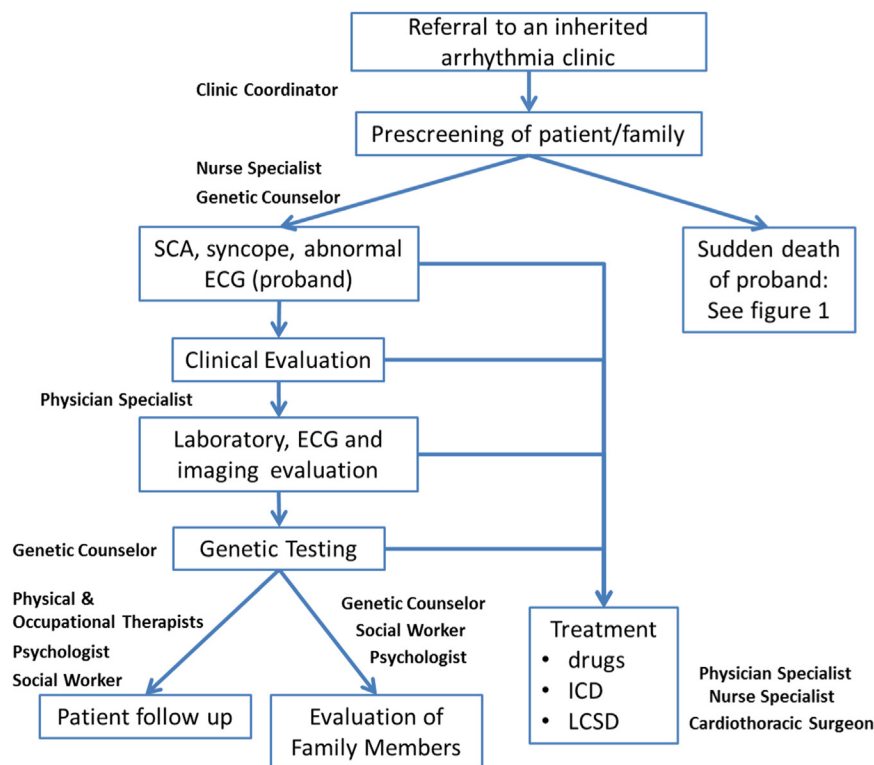 Referral to an inherited
arrhythmia clinic
Clinic Coordinator
Prescreening of patient/family
Nurse Specialist
Genetic Counselor
SCA, syncope, abnormal
ECG (proband)
Sudden death
of proband:
See figure 1
Clinical Evaluation
Physician Specialist
Laboratory, ECG and
imaging evaluation
Genetic Counselor
Genetic Testing
Physical &
Occupational Therapists
Psychologist
Social Worker
Genetic Counselor
Social Worker
Psychologist
Patient follow up
Evaluation of
Family Members
Treatment
• drugs
• ICD
• LCSD
Physician Specialist
Nurse Specialist
Cardiothoracic Surgeon